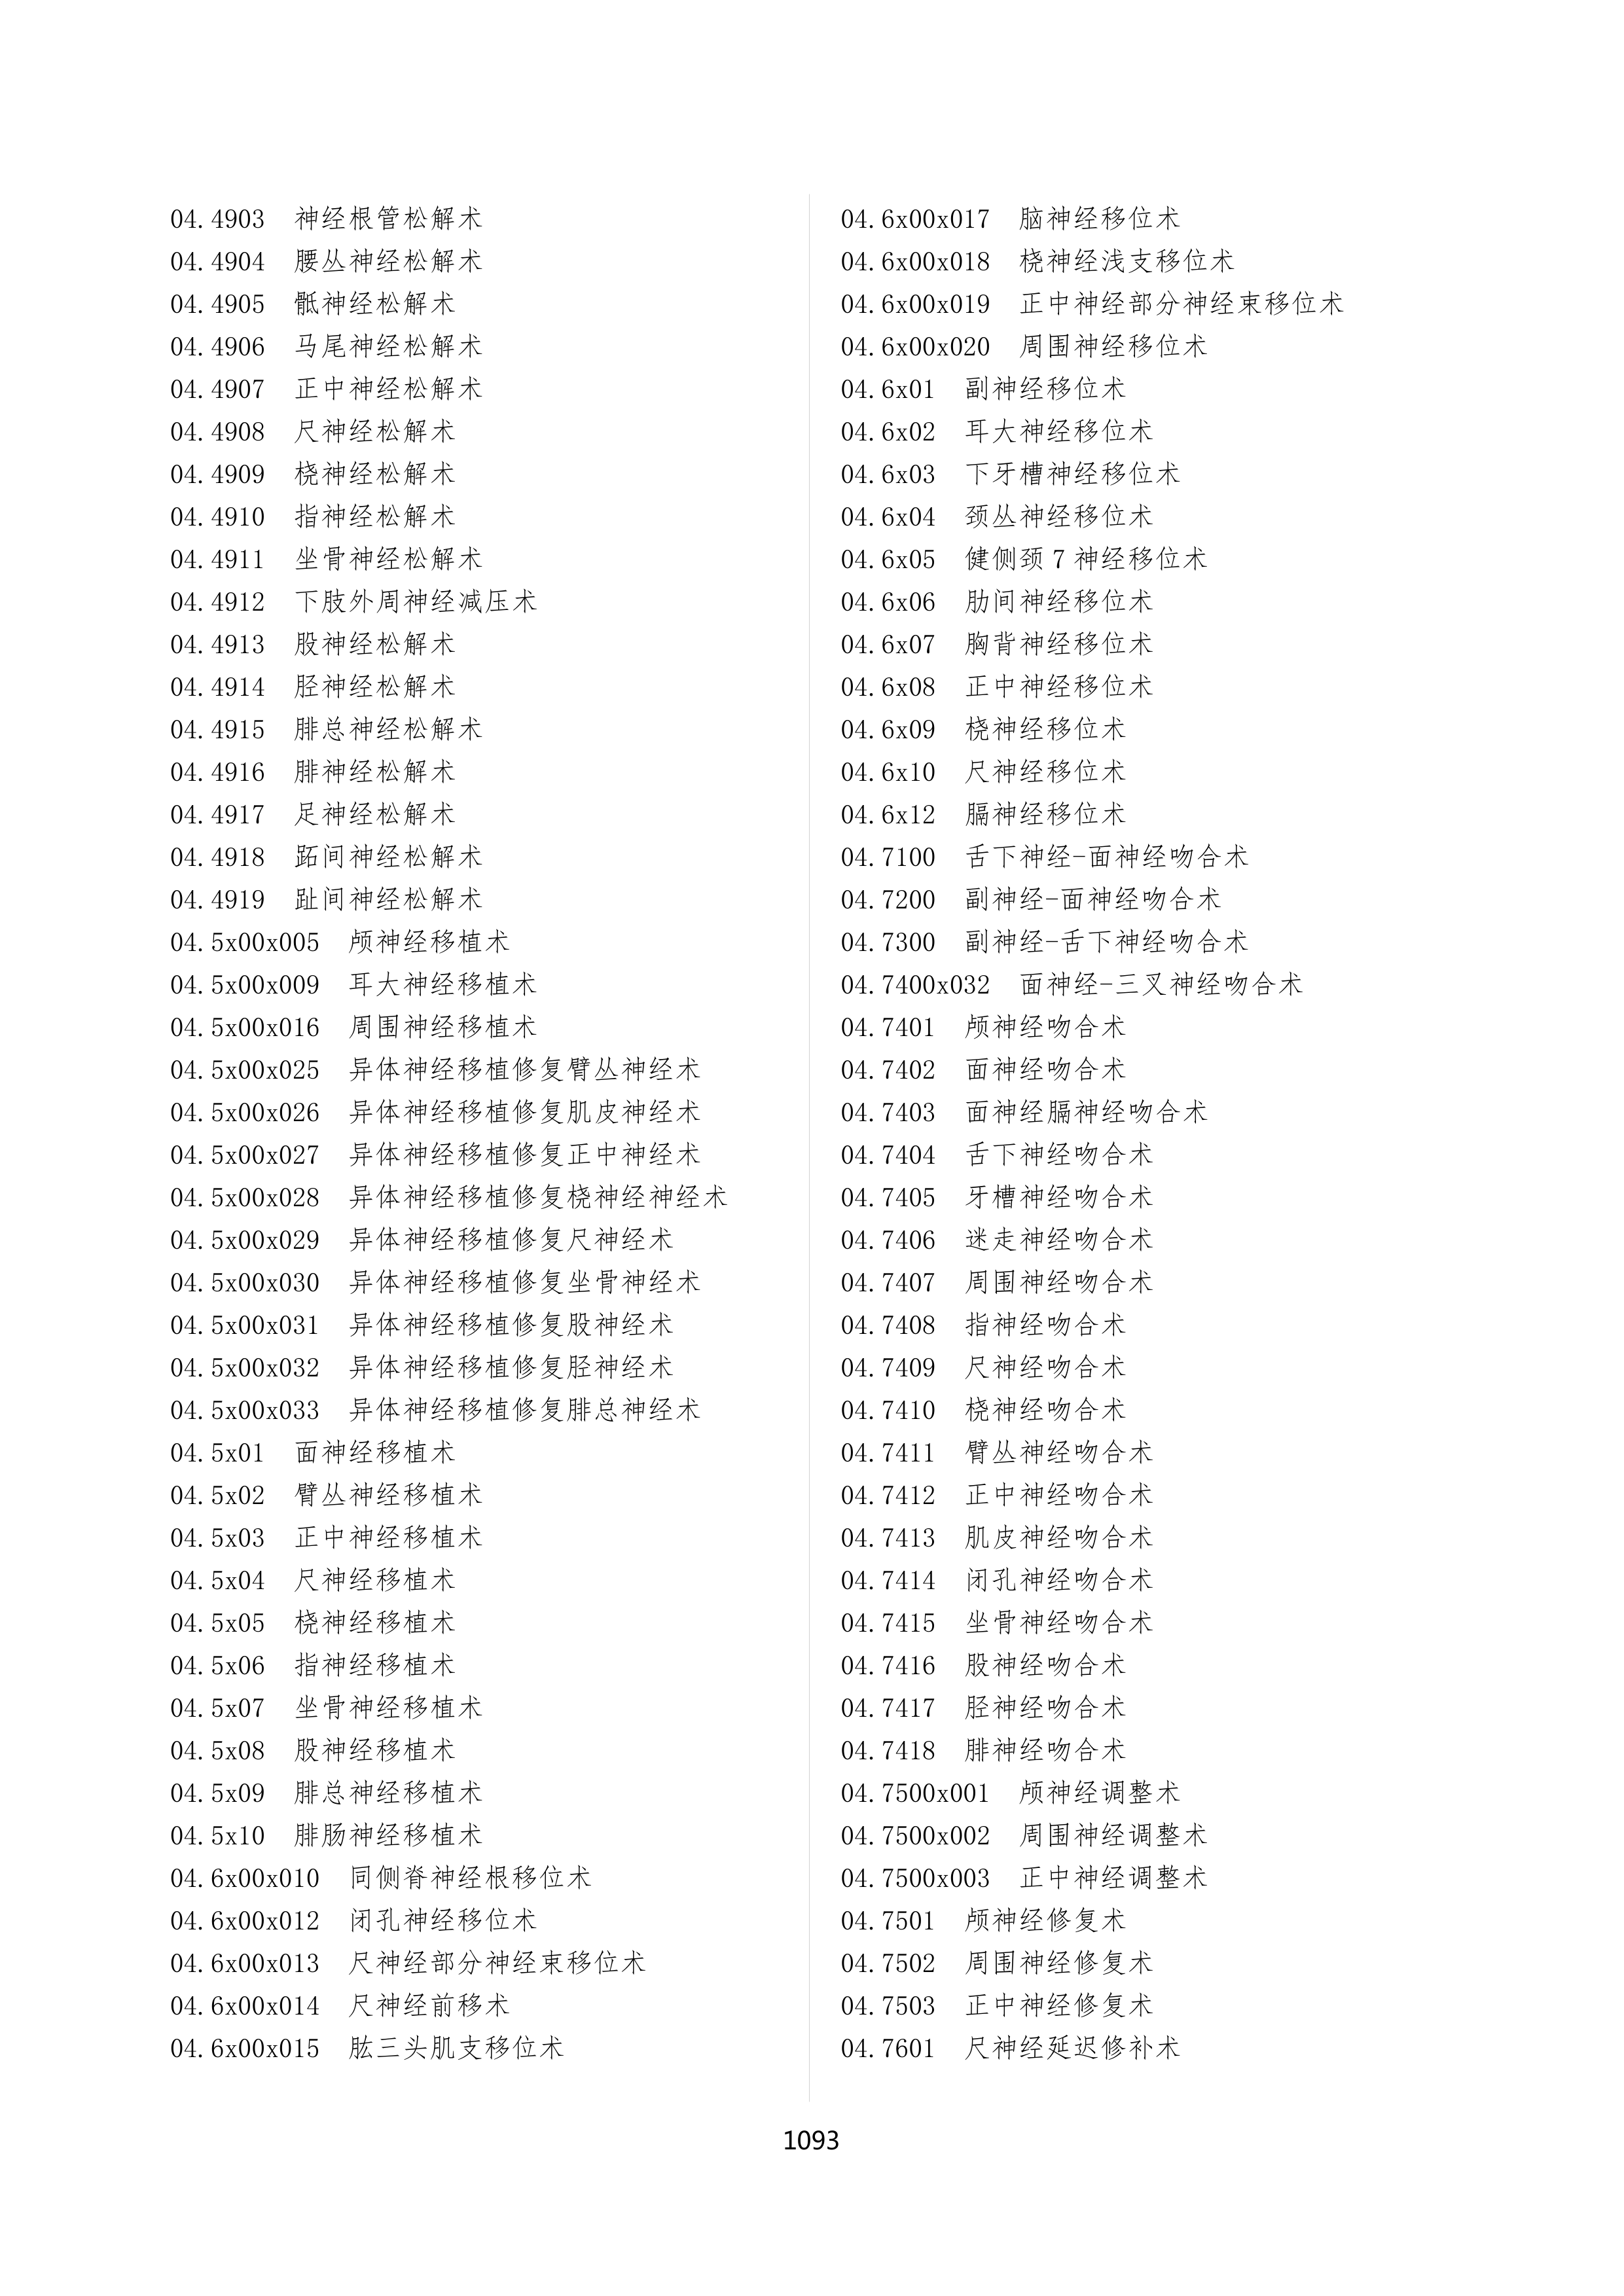 04.4903 神经根管松解术
04.4904 腰丛神经松解术
04.4905 骶神经松解术
04.4906 马尾神经松解术
04.4907 正中神经松解术
04.4908 尺神经松解术
04.4909 桡神经松解术
04.4910 指神经松解术
04.4911 坐骨神经松解术
04.4912 下肢外周神经减压术
04.4913 股神经松解术
04.4914 胫神经松解术
04.4915 腓总神经松解术
04.4916 腓神经松解术
04.4917 足神经松解术
04.4918 跖间神经松解术
04.4919 趾间神经松解术
04.5x00x005 颅神经移植术
04.5x00x009 耳大神经移植术
04.5x00x016 周围神经移植术
04.5x00x025 异体神经移植修复臂丛神经术
04.5x00x026 异体神经移植修复肌皮神经术
04.5x00x027 异体神经移植修复正中神经术
04.5x00x028 异体神经移植修复桡神经神经术
04.5x00x029 异体神经移植修复尺神经术
04.5x00x030 异体神经移植修复坐骨神经术
04.5x00x031 异体神经移植修复股神经术
04.5x00x032 异体神经移植修复胫神经术
04.5x00x033 异体神经移植修复腓总神经术
04.5x01 面神经移植术
04.5x02 臂丛神经移植术
04.5x03 正中神经移植术
04.5x04 尺神经移植术
04.5x05 桡神经移植术
04.5x06 指神经移植术
04.5x07 坐骨神经移植术
04.5x08 股神经移植术
04.5x09 腓总神经移植术
04.5x10 腓肠神经移植术
04.6x00x010 同侧脊神经根移位术
04.6x00x012 闭孔神经移位术
04.6x00x013 尺神经部分神经束移位术
04.6x00x014 尺神经前移术
04.6x00x015 肱三头肌支移位术
04.6x00x017 脑神经移位术
04.6x00x018 桡神经浅支移位术
04.6x00x019 正中神经部分神经束移位术
04.6x00x020 周围神经移位术
04.6x01 副神经移位术
04.6x02 耳大神经移位术
04.6x03 下牙槽神经移位术
04.6x04 颈丛神经移位术
04.6x05 健侧颈7神经移位术
04.6x06 肋间神经移位术
04.6x07 胸背神经移位术
04.6x08 正中神经移位术
04.6x09 桡神经移位术
04.6x10 尺神经移位术
04.6x12 膈神经移位术
04.7100 舌下神经-面神经吻合术
04.7200 副神经-面神经吻合术
04.7300 副神经-舌下神经吻合术
04.7400x032 面神经-三叉神经吻合术
04.7401 颅神经吻合术
04.7402 面神经吻合术
04.7403 面神经膈神经吻合术
04.7404 舌下神经吻合术
04.7405 牙槽神经吻合术
04.7406 迷走神经吻合术
04.7407 周围神经吻合术
04.7408 指神经吻合术
04.7409 尺神经吻合术
04.7410 桡神经吻合术
04.7411 臂丛神经吻合术
04.7412 正中神经吻合术
04.7413 肌皮神经吻合术
04.7414 闭孔神经吻合术
04.7415 坐骨神经吻合术
04.7416 股神经吻合术
04.7417 胫神经吻合术
04.7418 腓神经吻合术
04.7500x001 颅神经调整术
04.7500x002 周围神经调整术
04.7500x003 正中神经调整术
04.7501 颅神经修复术
04.7502 周围神经修复术
04.7503 正中神经修复术
04.7601 尺神经延迟修补术
1093